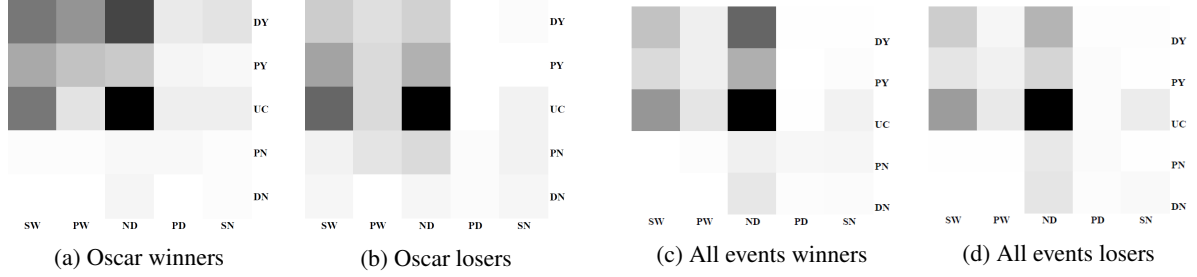 DY
PY
UC
PN
DN
SW PW ND PD SN
(a) Oscar winners
DY
PY
UC
PN
DN
SW PW ND PD SN
(b) Oscar losers
DY
PY
UC
PN
DN
SW PW ND PD SN
(c) All events winners
DY
PY
UC
PN
DN
SW PW ND PD SN
(d) All events losers